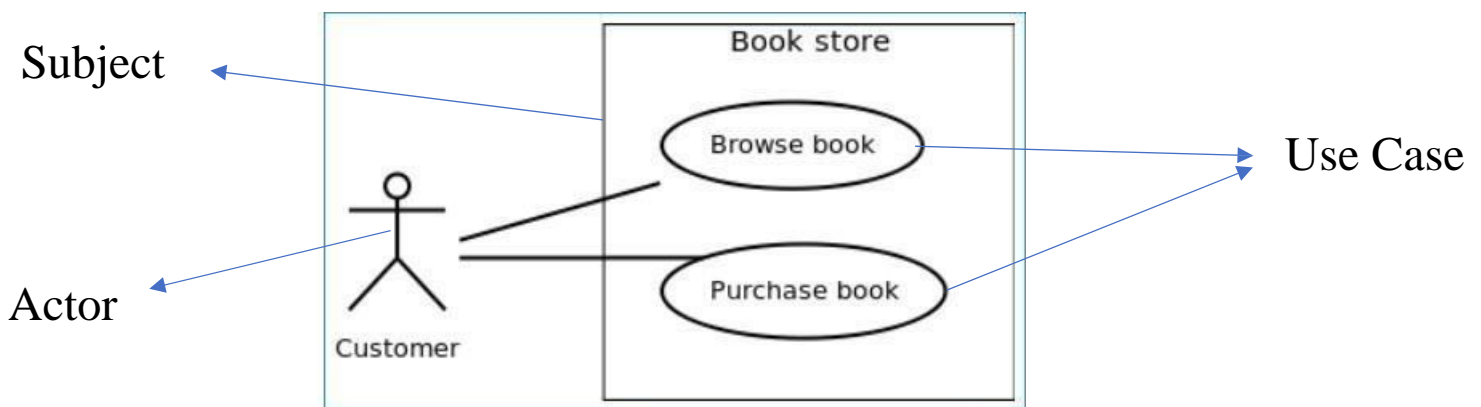 Book store
Subject
Browse book
Use Case
Purchase book
Actor
Customer